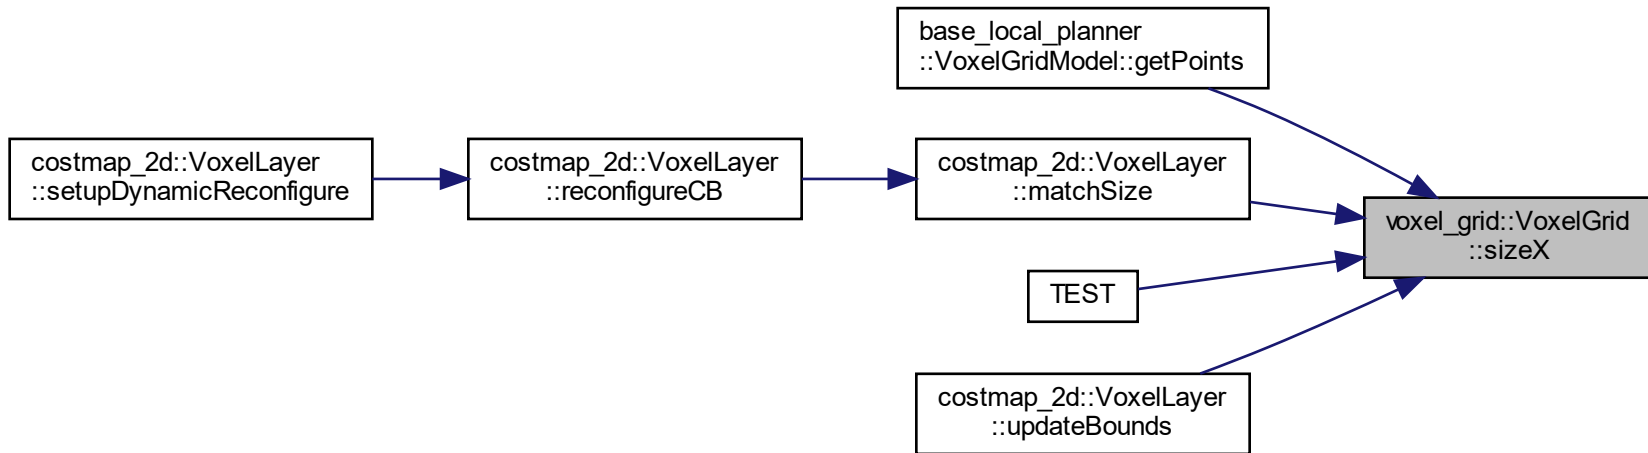 base_local_planner
::VoxelGridModel::getPoints
costmap_2d::VoxelLayer
::setupDynamicReconfigure
costmap_2d::VoxelLayer
::reconfigureCB
costmap_2d::VoxelLayer
::matchSize
voxel_grid::VoxelGrid
::sizeX
TEST
costmap_2d::VoxelLayer
::updateBounds